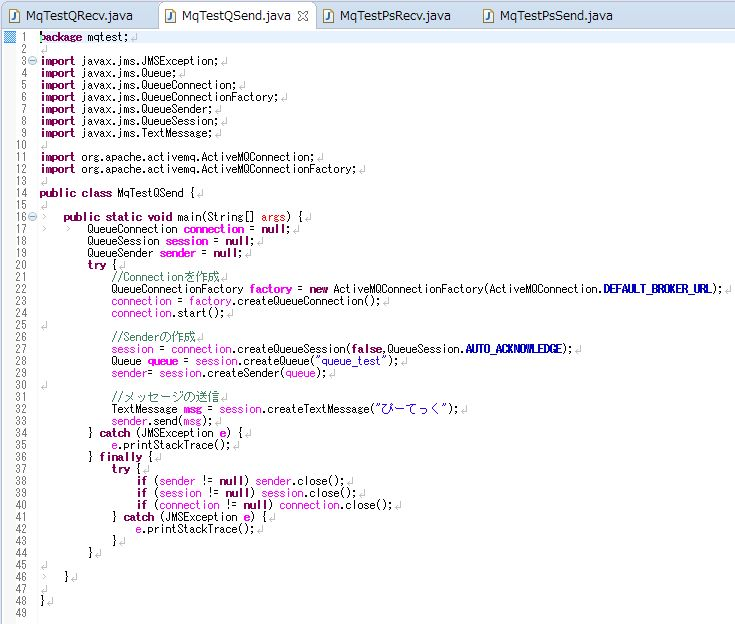 MqTestQRecv.java MqTestQSend.java MqTestPsRecv.java MqTestPsSend.java
1 package mqtest;
2
3 import javax.jms.JMSException;
4 import javax.jms.Queue;
5 import javax.jms.QueueConnection;
6 import javax.jms.QueueConnectionFactory;
7 import javax.jms.QueueSender;
8 import javax.jms.QueueSession;
9 import javax.jms.TextMessage;
10
11 import org.apache.activemq.ActiveMQConnection;
12 import org.apache.activemq.ActiveMQConnectionFactory;
13
14 public class MqTestQSend {
15
16 public static void main(String[] args) {
17 QueueConnection connection = null;
18 QueueSession session = null;
19 QueueSender sender = null;
20 try {
21 //Connectionを作成
22 QueueConnectionFactory factory = new ActiveMQConnectionFactory(ActiveMQConnection.DEFAULT_BROKER_URL);
23 connection = factory.createQueueConnection();
24 connection.start();
25
26 //Senderの作成
27 session = connection.createQueueSession(false,QueueSession.AUTO_ACKNOWLEDGE);
28 Queue queue = session.createQueue("queue_test");
29 sender= session.createSender(queue);
30
31 //メッセージの送信
32 TextMessage msg = session.createTextMessage("びーてっく");
33 sender.send(msg);
34 } catch (JMSException e) {
35 e.printStackTrace();
36 } finally {
37 try {
38 if (sender != null) sender.close();
39 if (session != null) session.close();
40 if (connection != null) connection.close();
41 } catch (JMSException e) {
42 e.printStackTrace();
43 }
44 }
45
46 }
47
48 }
49